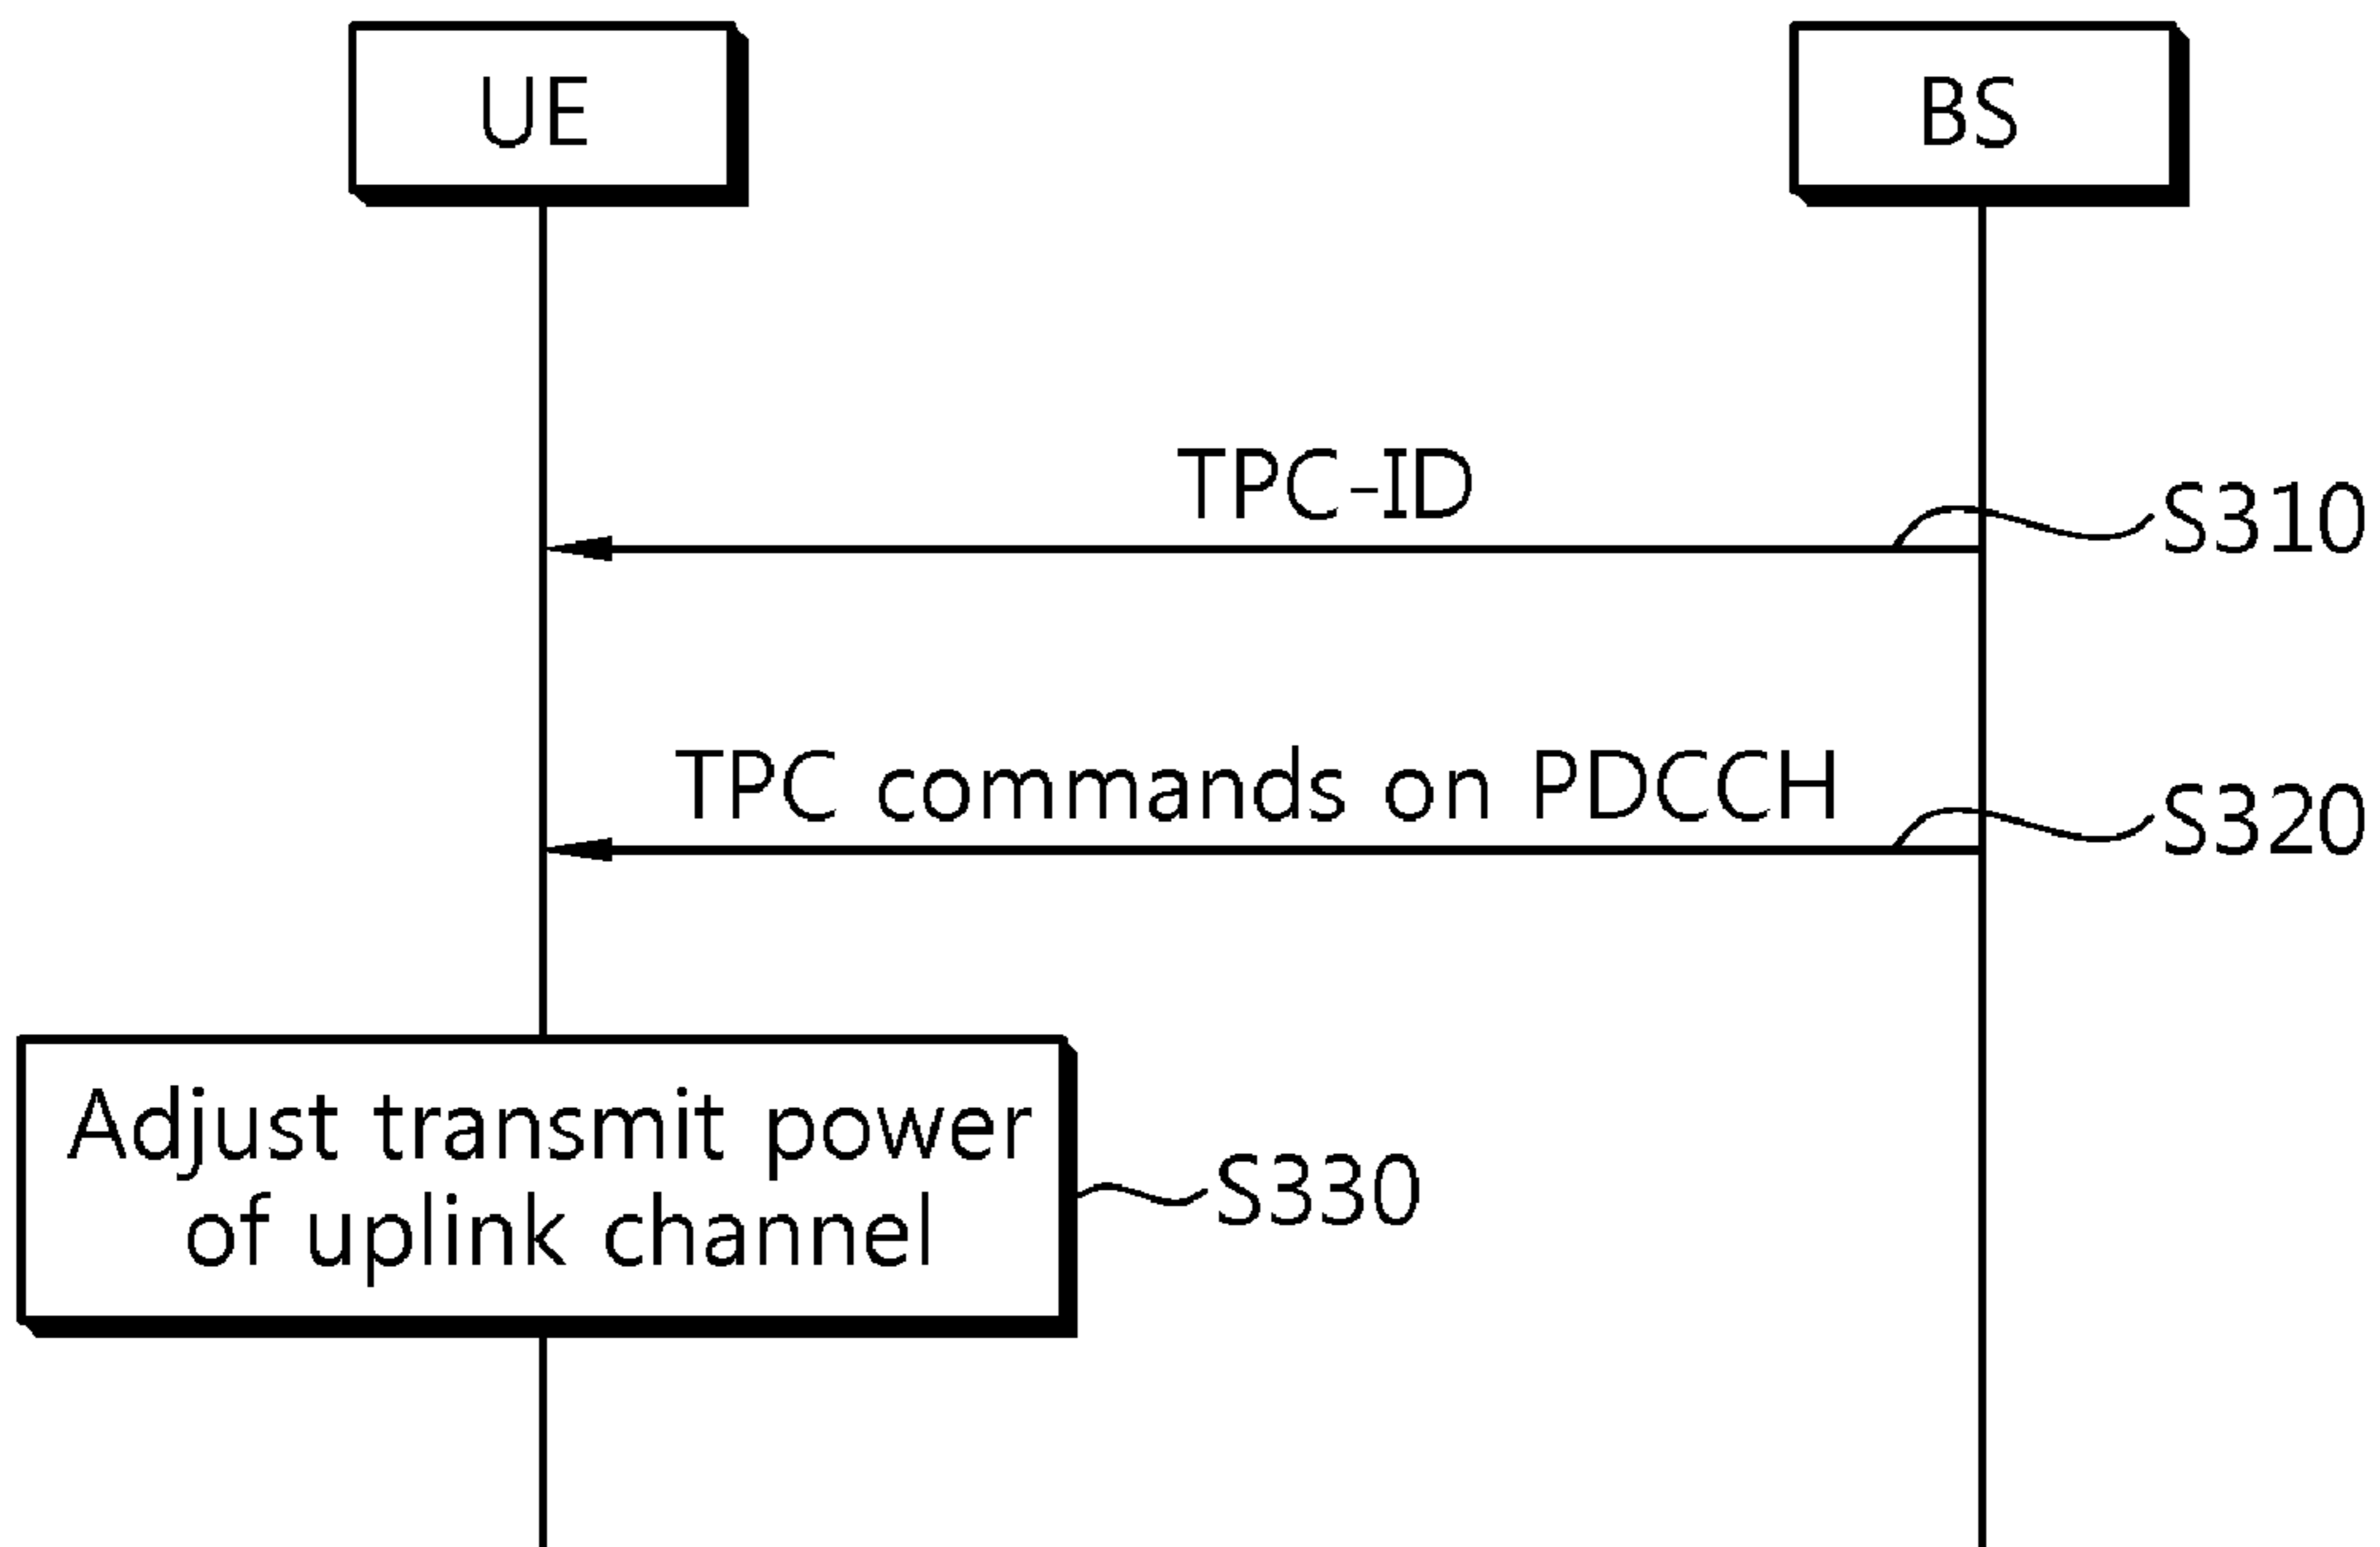 UE
BS
TPC-ID
S310
TPC commands on PDCCH
S320
Adjust transmit power
of uplink channel
S330